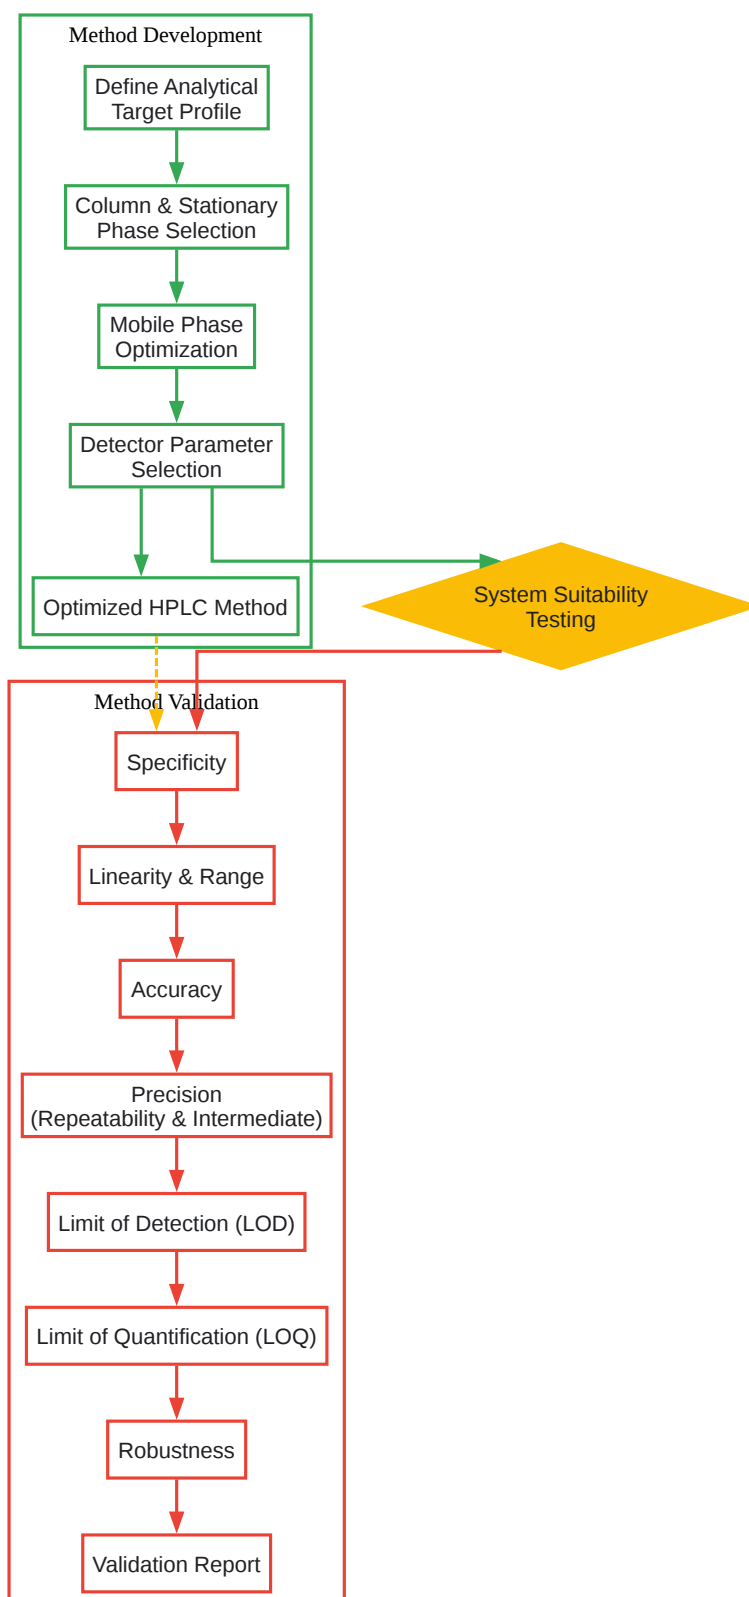 Method Development
Define Analytical
Target Profile
Column & Stationary
Phase Selection
Mobile Phase
Optimization
Detector Parameter
Selection
Optimized HPLC Method
System Suitability
Testing
Method Validation
Specificity
Linearity & Range
Accuracy
Precision
(Repeatability & Intermediate)
Limit of Detection (LOD)
Limit of Quantification (LOQ)
Robustness
Validation Report